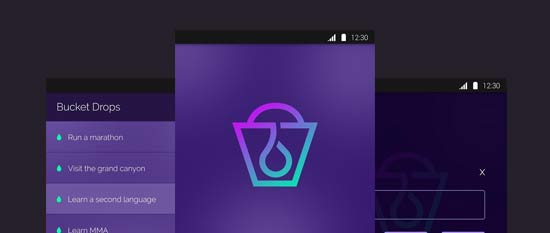 12:30
12:30
Bucket Drops
Run a marathon
Visit the grand canyon
Learn a second language
Learn MMA
X